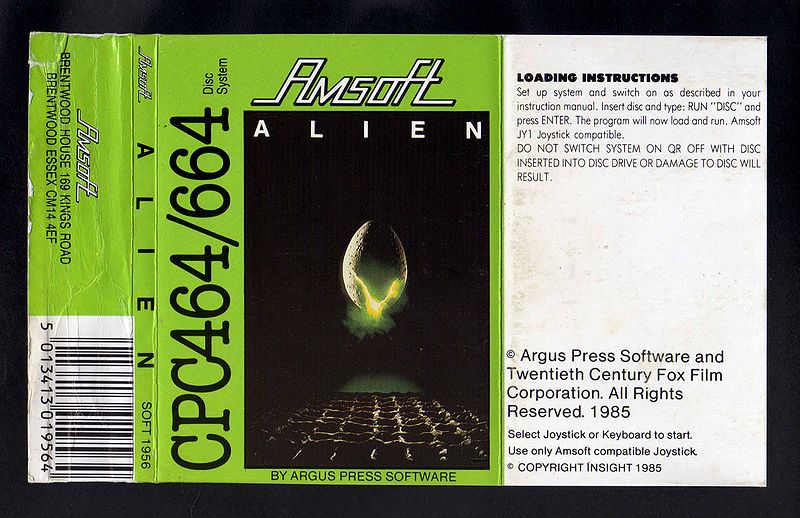 Amsoft
BRENTWOOD HOUSE 169 KINGS ROAD
BRENTWOOD ESSEX CM14 4EF
5 013413 019564
Amsoft
ALIEN
SOFT 1956
CPC464/664
Disc
System
Amsoft
ALIEN
BY ARGUS PRESS SOFTWARE
LOADING INSTRUCTIONS
Set up system and switch on as described in your
instruction manual. Insert disc and type: RUN "DISC" and
press ENTER. The program will now load and run. Amsoft
JY1 Joystick compatible.
DO NOT SWITCH SYSTEM ON QR OFF WITH DISC
INSERTED INTO DISC DRIVE OR DAMAGE TO DISC WILL
RESULT.
© Argus Press Software and
Twentieth Century Fox Film
Corporation. All Rights
Reserved. 1985
Select Joystick or Keyboard to start.
Use only Amsoft compatible Joystick.
© COPYRIGHT INSIGHT 1985